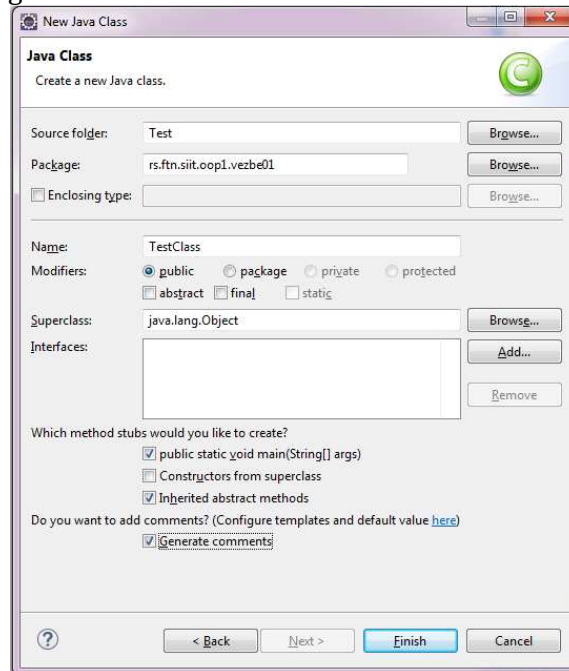 New Java Class
Java Class
Create a new Java class.
Source folder: Test Browse...
Package: rs.ftn.siit.oop1.vezbe01 Browse...
Enclosing type: Browse...
Name: TestClass
Modifiers: public package private protected
abstract final static
Superclass: java.lang.Object Browse...
Interfaces: Add...
Remove
Which method stubs would you like to create?
public static void main(String[] args)
Constructors from superclass
Inherited abstract methods
Do you want to add comments? (Configure templates and default value here)
Generate comments
< Back Next > Finish Cancel